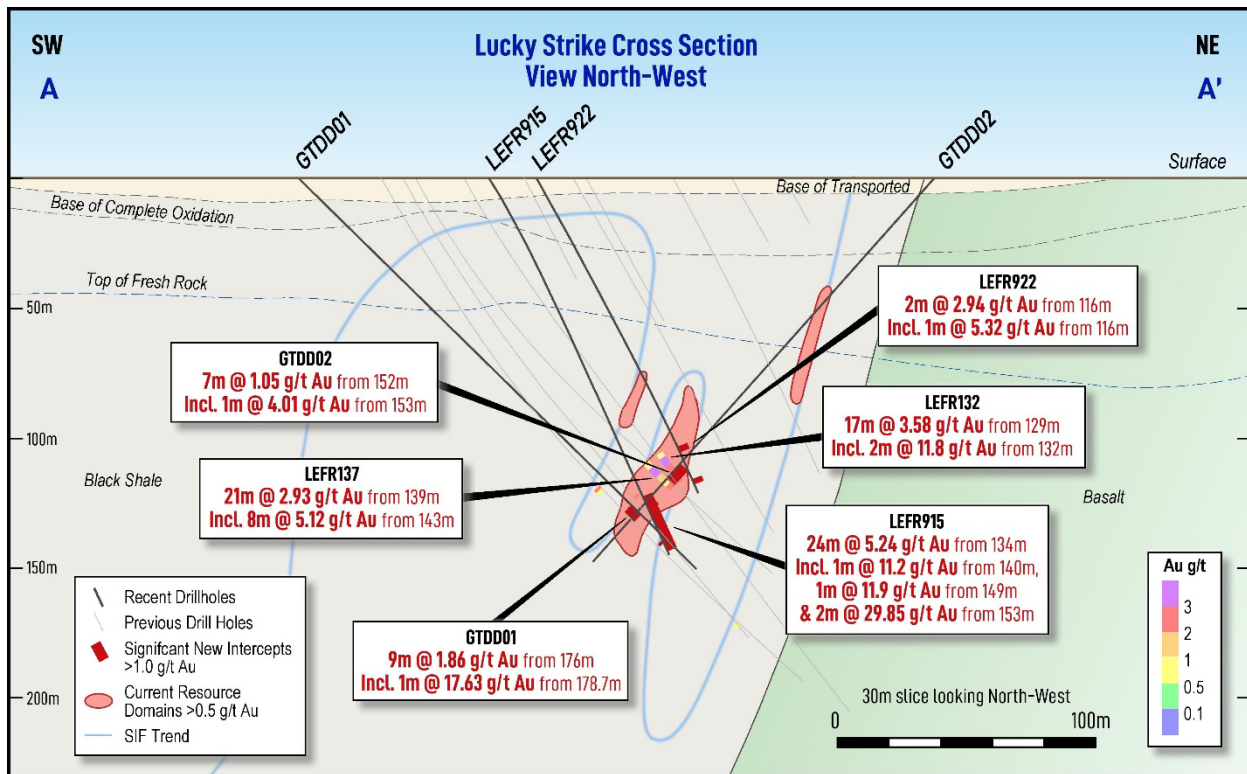 SW
Lucky Strike Cross Section
NE
A
View North-West
A'
GTDD01
LEFR915
LEFR922
GTDD02
Surface
Base of Transported
Base of Complete Oxidation
Top of Fresh Rock
50m
50m
LEFR922
2m @ 2.94 g/t Au from 116m
Incl. 1m @ 5.32 g/t Au from 116m
GTDD02
7m @ 1.05 g/t Au from 152m
Incl. 1m @ 4.01 g/t Au from 153m
LEFR132
17m @ 3.58 g/t Au from 129m
Incl. 2m @ 11.8 g/t Au from 132m
100m
100m
Black Shale
LEFR137
21m @ 2.93 g/t Au from 139m
Incl. 8m @ 5.12 g/t Au from 143m
Basalt
LEFR915
24m @ 5.24 g/t Au from 134m
Incl. 1m @ 11.2 g/t Au from 140m,
1m @ 11.9 g/t Au from 149m
& 2m @ 29.85 g/t Au from 153m
150m
GTDD01
9m @ 1.86 g/t Au from 176m
Incl. 1m @ 17.63 g/t Au from 178.7m
200m
Recent Drillholes
Previous Drill Holes
Signifcant New Intercepts
>1.0 g/t Au
Current Resource
Domains >0.5 g/t Au
SIF Trend
30m slice looking North-West
0
100m
Au g/t
3
2
1
0.5
0.1